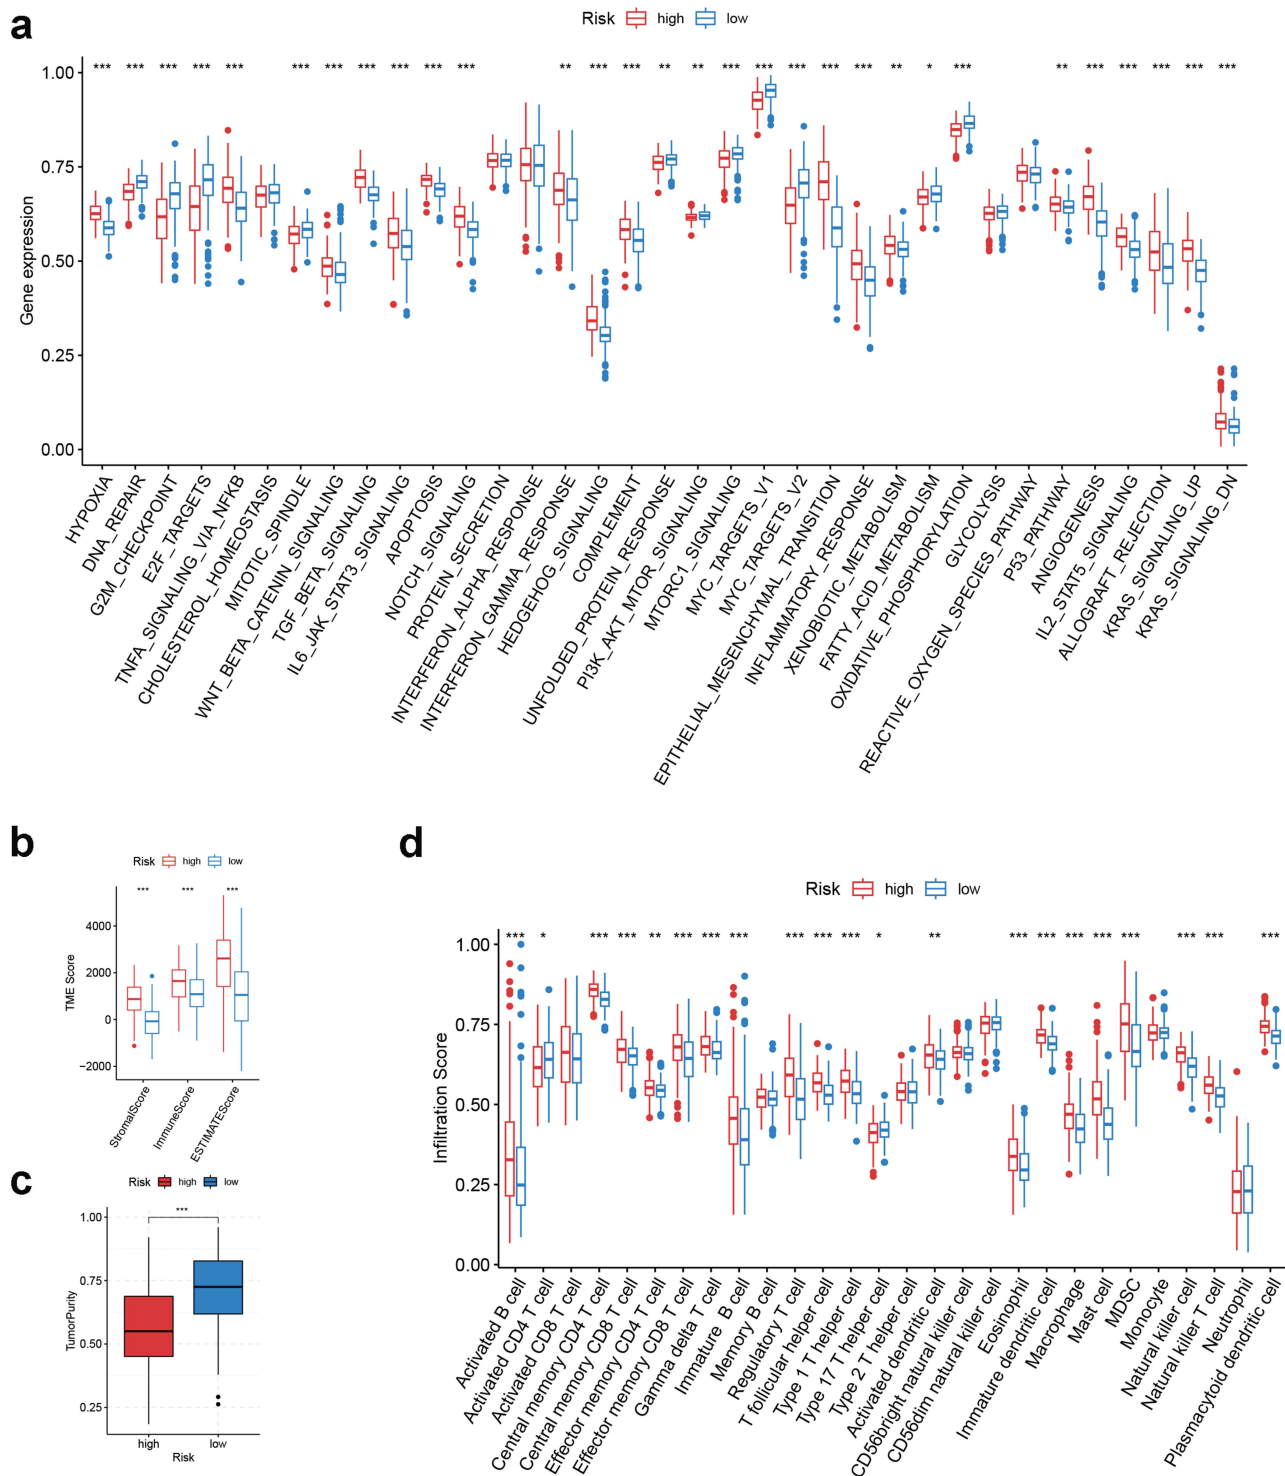 a
Risk high low
*** *** *** *** *** *** *** *** *** *** *** ** *** *** ** ** *** *** *** *** *** ** * *** ** *** *** *** *** ***
Gene expression
1.00
0.75
0.50
0.25
0.00
HYPOXIA
DNA_REPAIR
G2M_CHECKPOINT
E2F_TARGETS
TNFA_SIGNALING_VIA_NFKB
CHOLESTEROL_HOMEOSTASIS
MITOTIC_SPINDLE
WNT_BETA_CATENIN_SIGNALING
TGF_BETA_SIGNALING
IL6_JAK_STAT3_SIGNALING
APOPTOSIS
NOTCH_SIGNALING
PROTEIN_SECRETION
INTERFERON_ALPHA_RESPONSE
INTERFERON_GAMMA_RESPONSE
HEDGEHOG_SIGNALING
COMPLEMENT
UNFOLDED_PROTEIN_RESPONSE
PI3K_AKT_MTOR_SIGNALING
MTORC1_SIGNALING
MYC_TARGETS_V1
MYC_TARGETS_V2
EPITHELIAL_MESENCHYMAL_TRANSITION
INFLAMMATORY_RESPONSE
XENOBIOTIC_METABOLISM
FATTY_ACID_METABOLISM
OXIDATIVE_PHOSPHORYLATION
GLYCOLYSIS
REACTIVE_OXYGEN_SPECIES_PATHWAY
P53_PATHWAY
ANGIOGENESIS
IL2_STAT5_SIGNALING
ALLOGRAFT_REJECTION
KRAS_SIGNALING_UP
KRAS_SIGNALING_DN
b
Risk high low
*** *** ***
TME Score
4000
2000
0
−2000
StromalScore
ImmuneScore
ESTIMATEScore
c
Risk high low
***
TumorPurity
1.00
0.75
0.50
0.25
high low
Risk
d
Risk high low
*** * *** *** ** *** *** *** *** *** *** * ** *** *** *** *** *** *** *** ***
Infiltration Score
1.00
0.75
0.50
0.25
0.00
Activated B cell
Activated CD4 T cell
Activated CD8 T cell
Central memory CD4 T cell
Central memory CD8 T cell
Effector memory CD4 T cell
Effector memory CD8 T cell
Gamma delta T cell
Immature B cell
Memory B cell
Regulatory T cell
T follicular helper cell
Type 1 T helper cell
Type 17 T helper cell
Type 2 T helper cell
Activated dendritic cell
CD56bright natural killer cell
CD56dim natural killer cell
Eosinophil
Immature dendritic cell
Macrophage
Mast cell
MDSC
Monocyte
Natural killer cell
Natural killer T cell
Neutrophil
Plasmacytoid dendritic cell